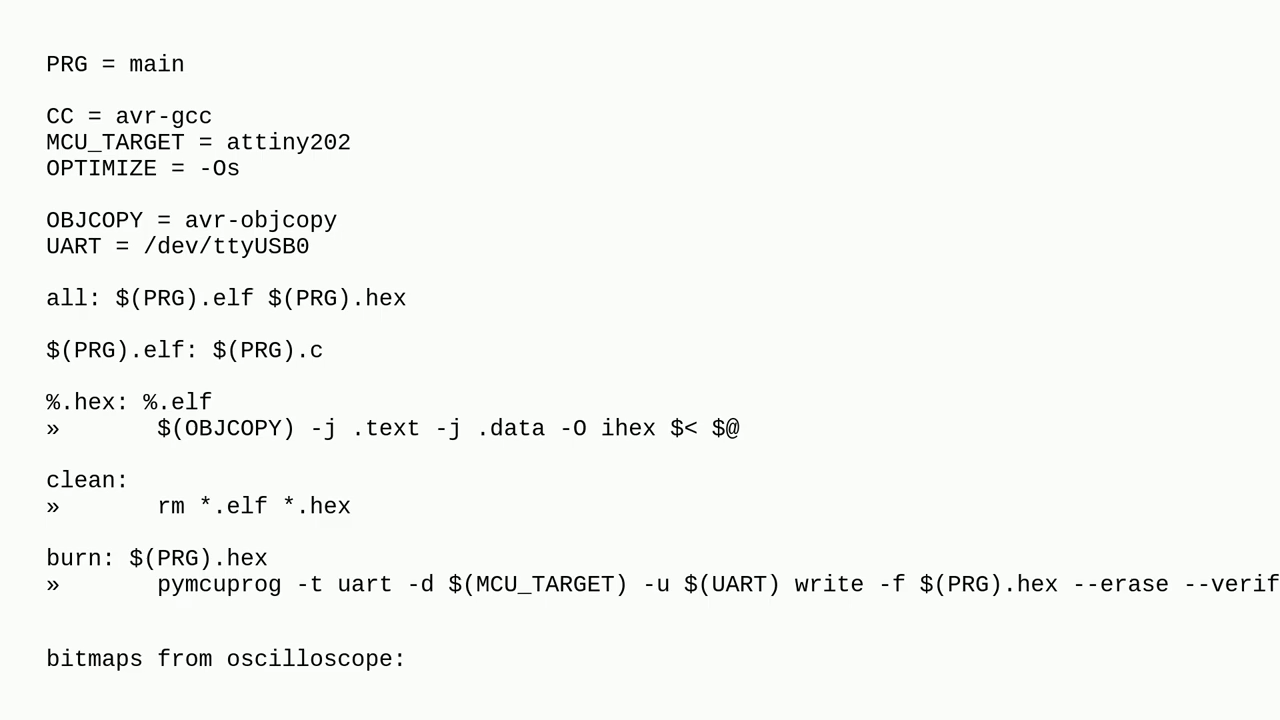 PRG = main
CC = avr-gcc
MCU_TARGET = attiny202
OPTIMIZE = -Os
OBJCOPY = avr-objcopy
UART = /dev/ttyUSB0
all: $(PRG).elf $(PRG).hex
$(PRG).elf: $(PRG).c
%.hex: %.elf
»       $(OBJCOPY) -j .text -j .data -O ihex $< $@
clean:
»       rm *.elf *.hex
burn: $(PRG).hex
»       pymcuprog -t uart -d $(MCU_TARGET) -u $(UART) write -f $(PRG).hex --erase --verif
bitmaps from oscilloscope: